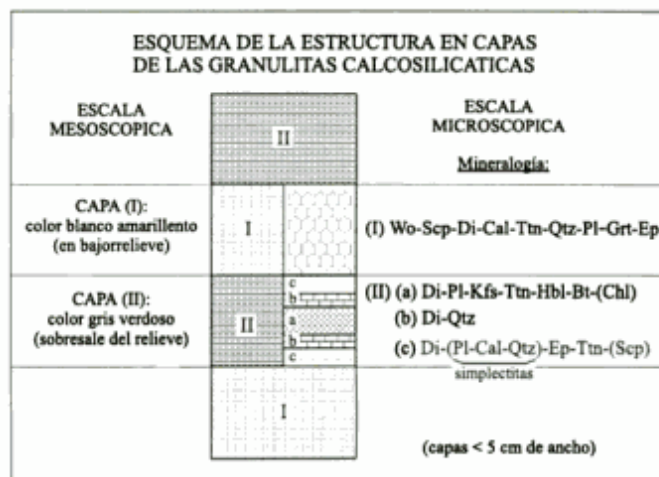 ESQUEMA DE LA ESTRUCTURA EN CAPAS
DE LAS GRANULITAS CALCOSILICATICAS
ESCALA
MESOSCOPICA
ESCALA
MICROSCOPICA
Mineralogía:
II
CAPA (I):
color blanco amarillento
(en bajorrelieve)
I
(I) Wo-Scp-Di-Cal-Ttn-Qtz-Pl-Grt-Ep
CAPA (II):
color gris verdoso
(sobresale del relieve)
II
c
b
a
b
c
(II) (a) Di-Pl-Kfs-Ttn-Hbl-Bt-(Chl)
(b) Di-Qtz
(c) Di-(Pl-Cal-Qtz)-Ep-Ttn-(Scp)
simplectitas
I
(capas < 5 cm de ancho)